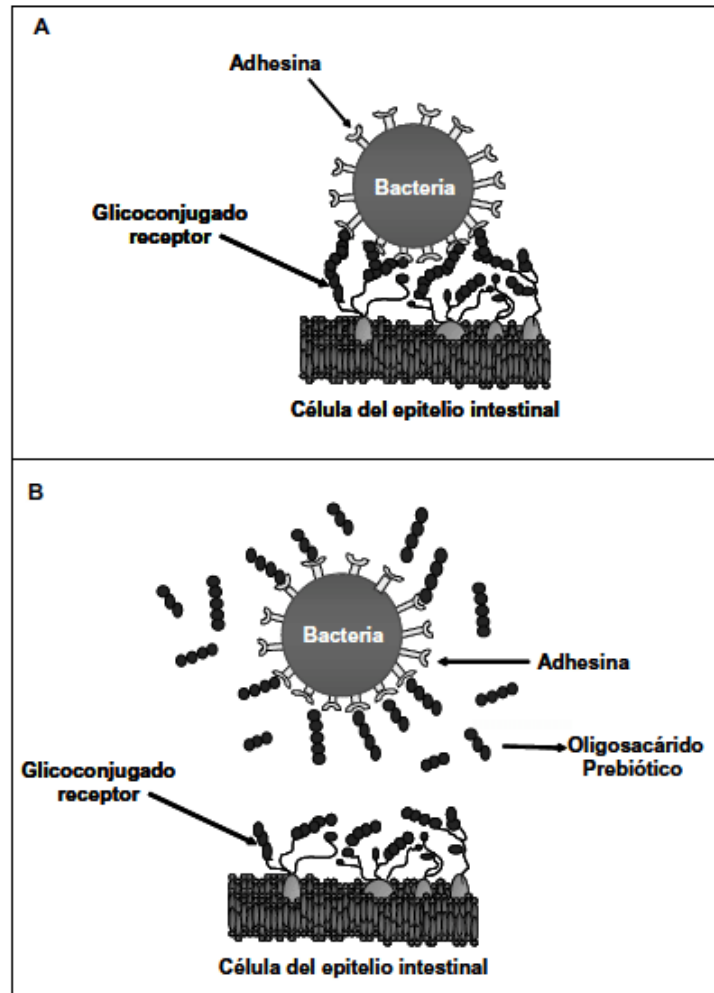 A
Adhesina
Bacteria
Glicoconjugado
receptor
Célula del epitelio intestinal
B
Bacteria
Adhesina
Oligosacárido
Prebiótico
Glicoconjugado
receptor
Célula del epitelio intestinal